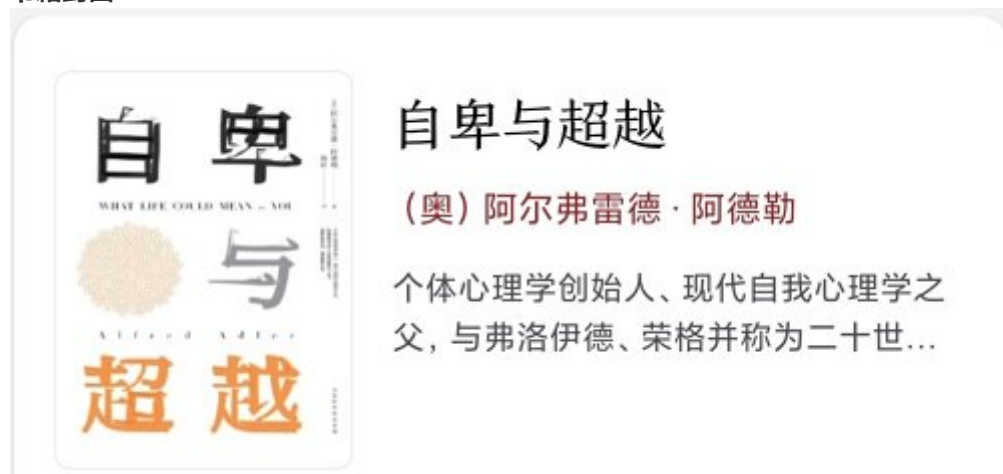 自卑
WHAT LIFE COULD MEAN TO YOU
与
Alfred Adler
超越
自卑与超越
（奥）阿尔弗雷德·阿德勒
个体心理学创始人、现代自我心理学之
父，与弗洛伊德、荣格并称为二十世...